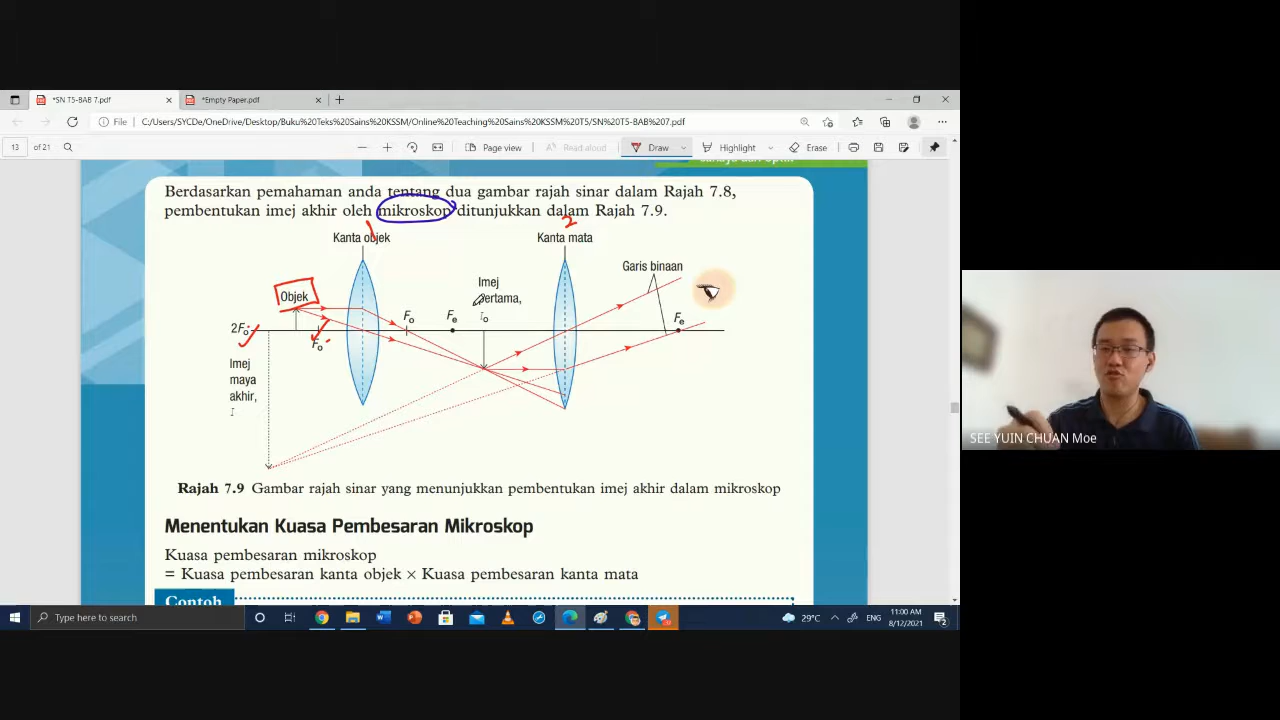 *SN T5-BAB 7.pdf
*Empty Paper.pdf
File C:/Users/SYCDe/OneDrive/Desktop/Buku%20Teks%20Sains%20KSSM/Online%20Teaching%20Sains%20KSSM%20T5/SN%20T5-BAB%207.pdf
13 of 21
Page view
Read aloud
Draw
Highlight
Erase
Berdasarkan pemahaman anda tentang dua gambar rajah sinar dalam Rajah 7.8,
pembentukan imej akhir oleh mikroskop ditunjukkan dalam Rajah 7.9.
1
2
Kanta objek
Kanta mata
Garis binaan
Objek
Imej
pertama,
Io
Fo
Fe
Fe
2Fo
Fo
Imej
maya
akhir,
I
Rajah 7.9 Gambar rajah sinar yang menunjukkan pembentukan imej akhir dalam mikroskop
Menentukan Kuasa Pembesaran Mikroskop
Kuasa pembesaran mikroskop
= Kuasa pembesaran kanta objek × Kuasa pembesaran kanta mata
Contoh
SEE YUIN CHUAN Moe
Type here to search
29°C
ENG
11:00 AM
8/12/2021
2